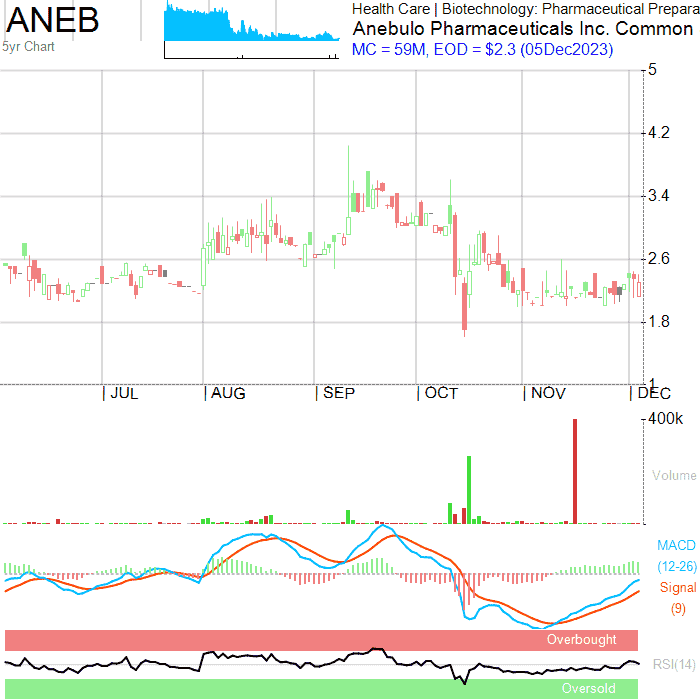 ANEB
5yr Chart
Health Care | Biotechnology: Pharmaceutical Prepara
Anebulo Pharmaceuticals Inc. Common
MC = 59M, EOD = $2.3 (05Dec2023)
5
4.2
3.4
2.6
1.8
1
| JUL | AUG | SEP | OCT | NOV | DEC
400k
Volume
MACD
(12-26)
Signal
(9)
Overbought
RSI(14)
Oversold